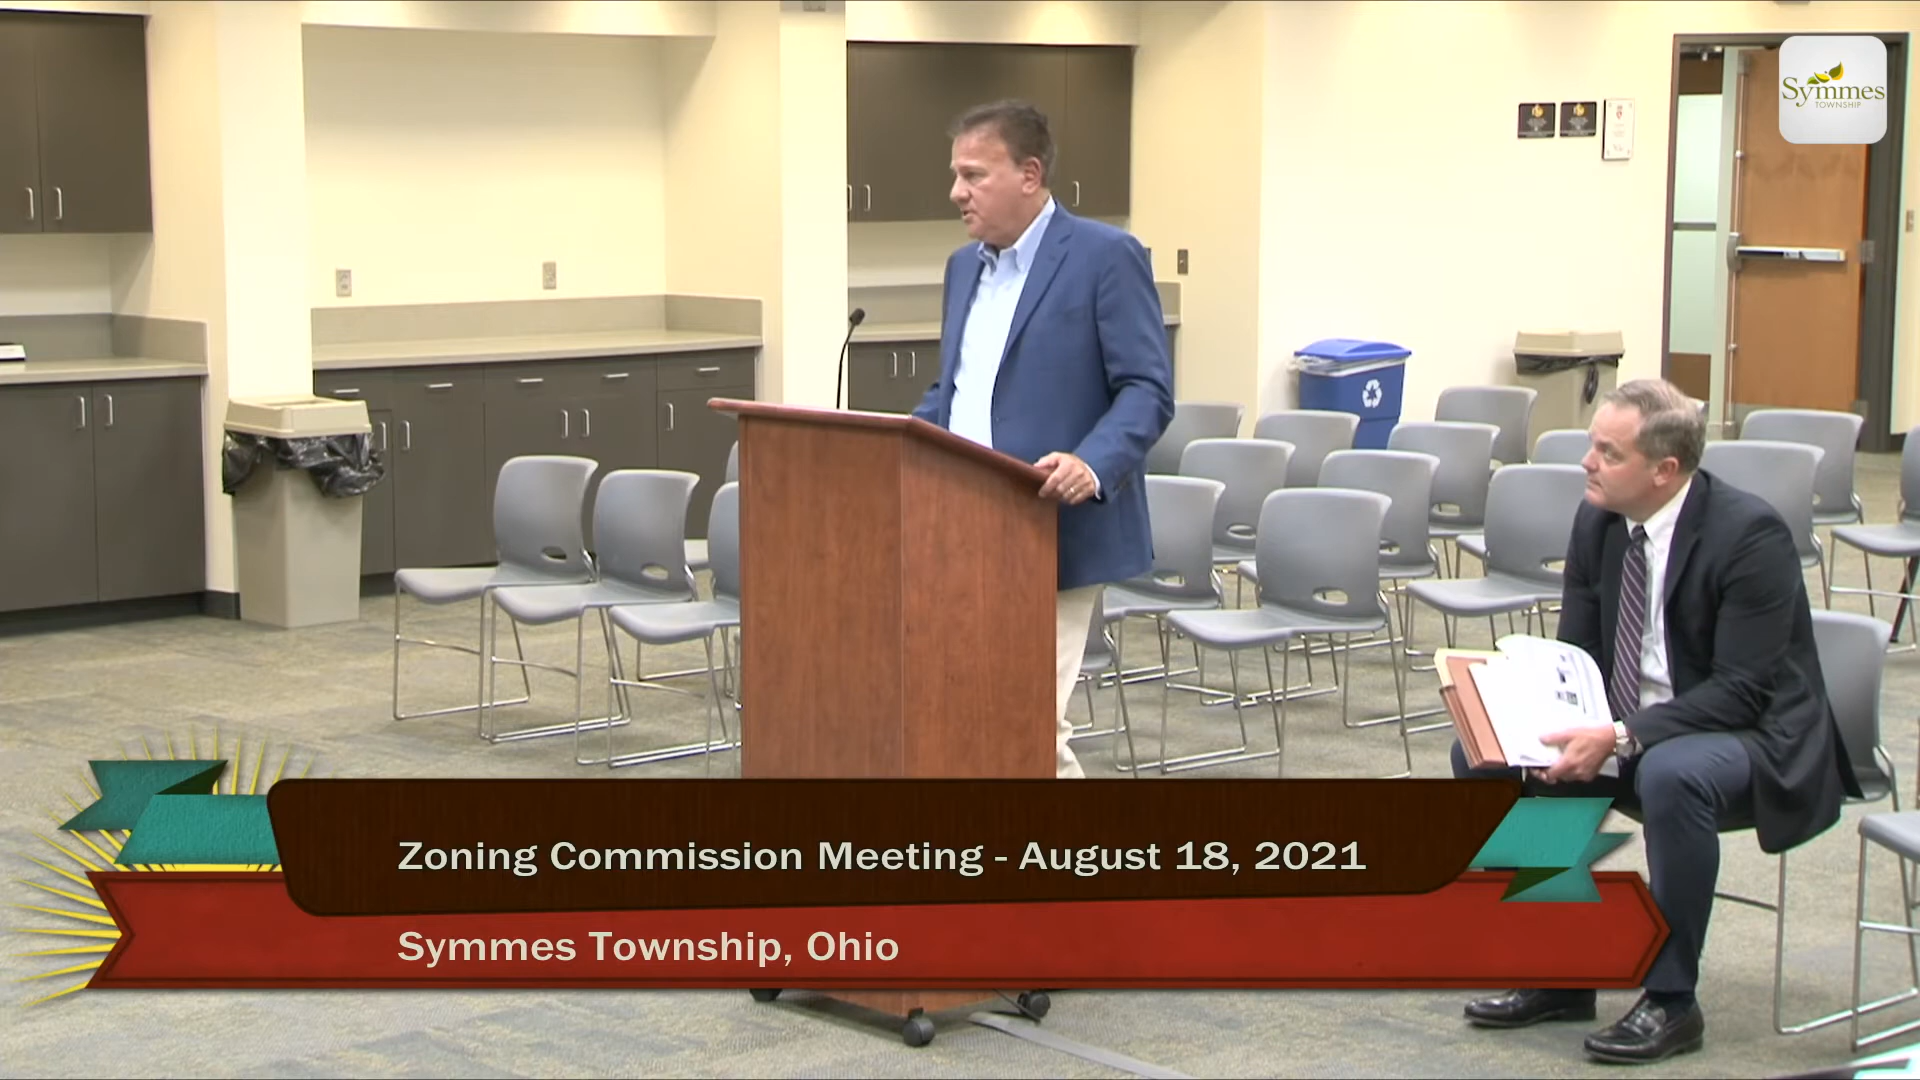 Symmes
TOWNSHIP
Zoning Commission Meeting - August 18, 2021
Symmes Township, Ohio